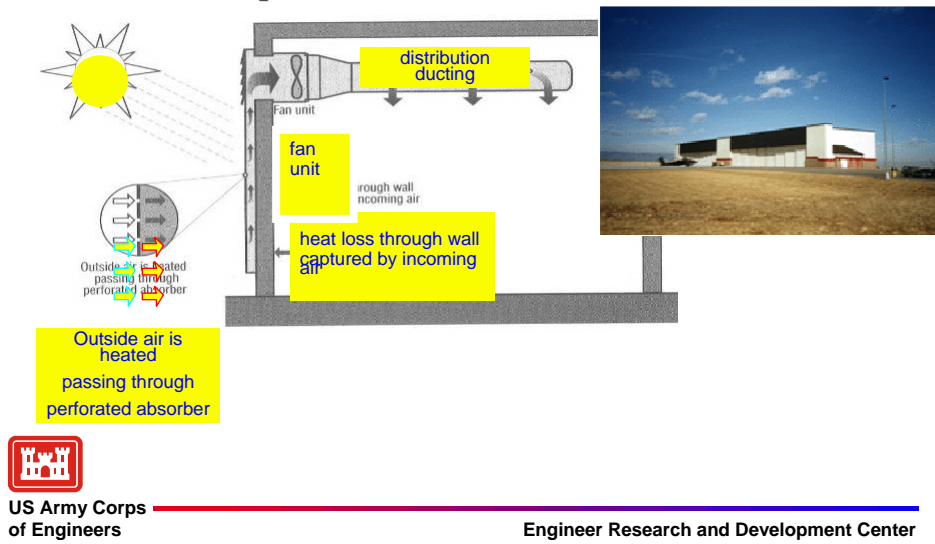 distribution
ducting
Fan unit
fan
unit
rough wall
ncoming air
heat loss through wall
captured by incoming
air
Outside air is heated
passing through
perforated absorber
Outside air is
heated
passing through
perforated absorber
US Army Corps
of Engineers
Engineer Research and Development Center